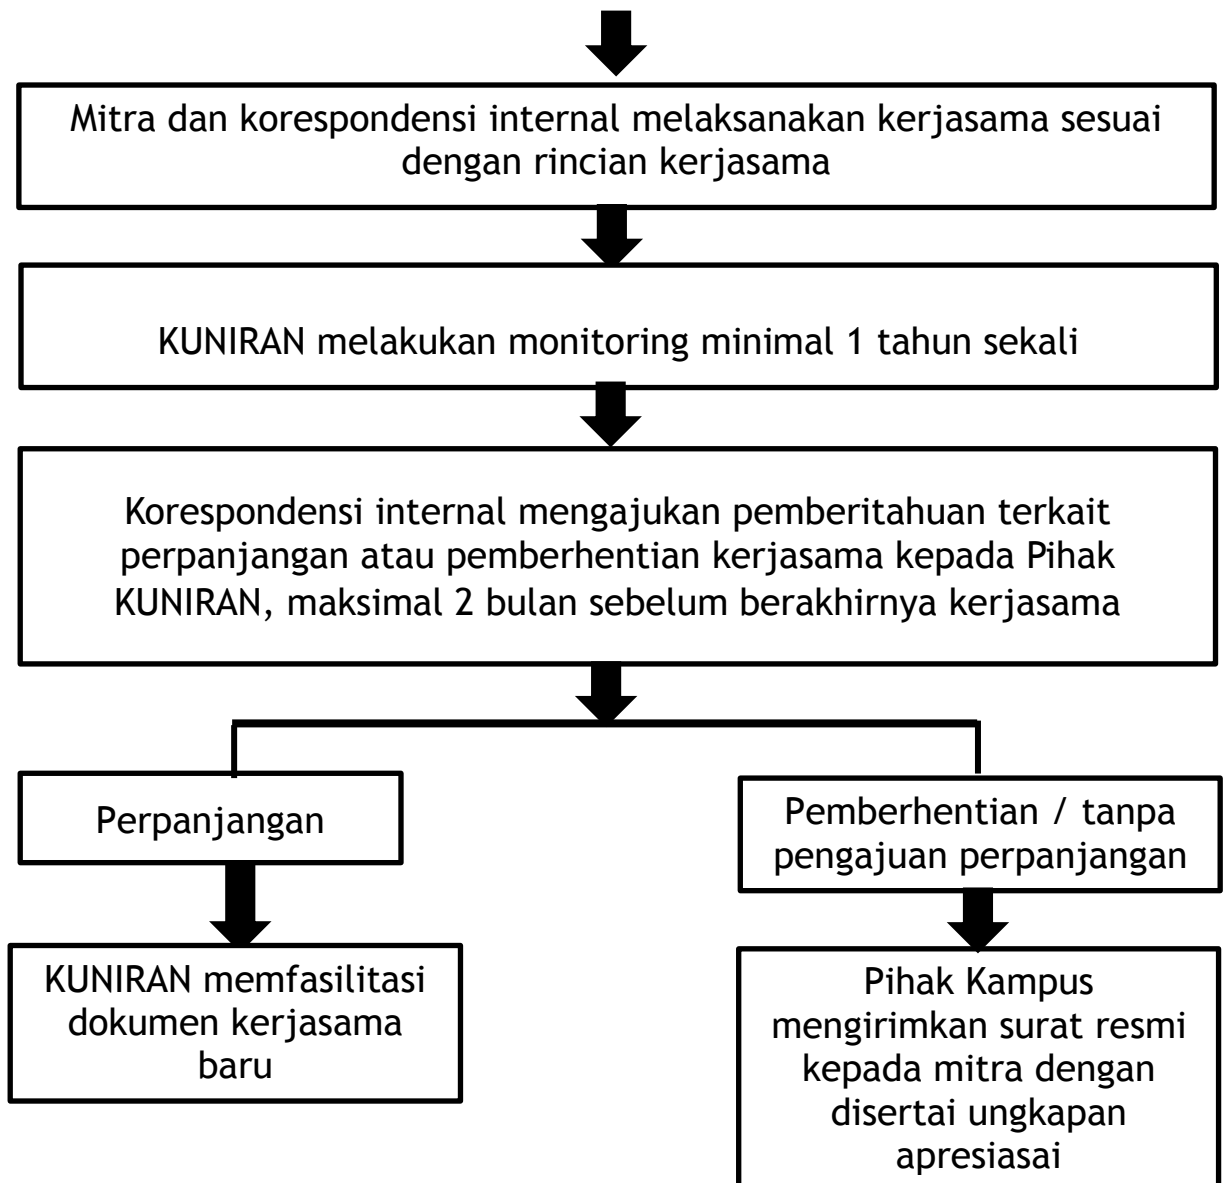 Mitra dan korespondensi internal melaksanakan kerjasama sesuai
dengan rincian kerjasama
KUNIRAN melakukan monitoring minimal 1 tahun sekali
Korespondensi internal mengajukan pemberitahuan terkait
perpanjangan atau pemberhentian kerjasama kepada Pihak
KUNIRAN, maksimal 2 bulan sebelum berakhirnya kerjasama
Perpanjangan
Pemberhentian / tanpa
pengajuan perpanjangan
KUNIRAN memfasilitasi
dokumen kerjasama
baru
Pihak Kampus
mengirimkan surat resmi
kepada mitra dengan
disertai ungkapan
apresiasai